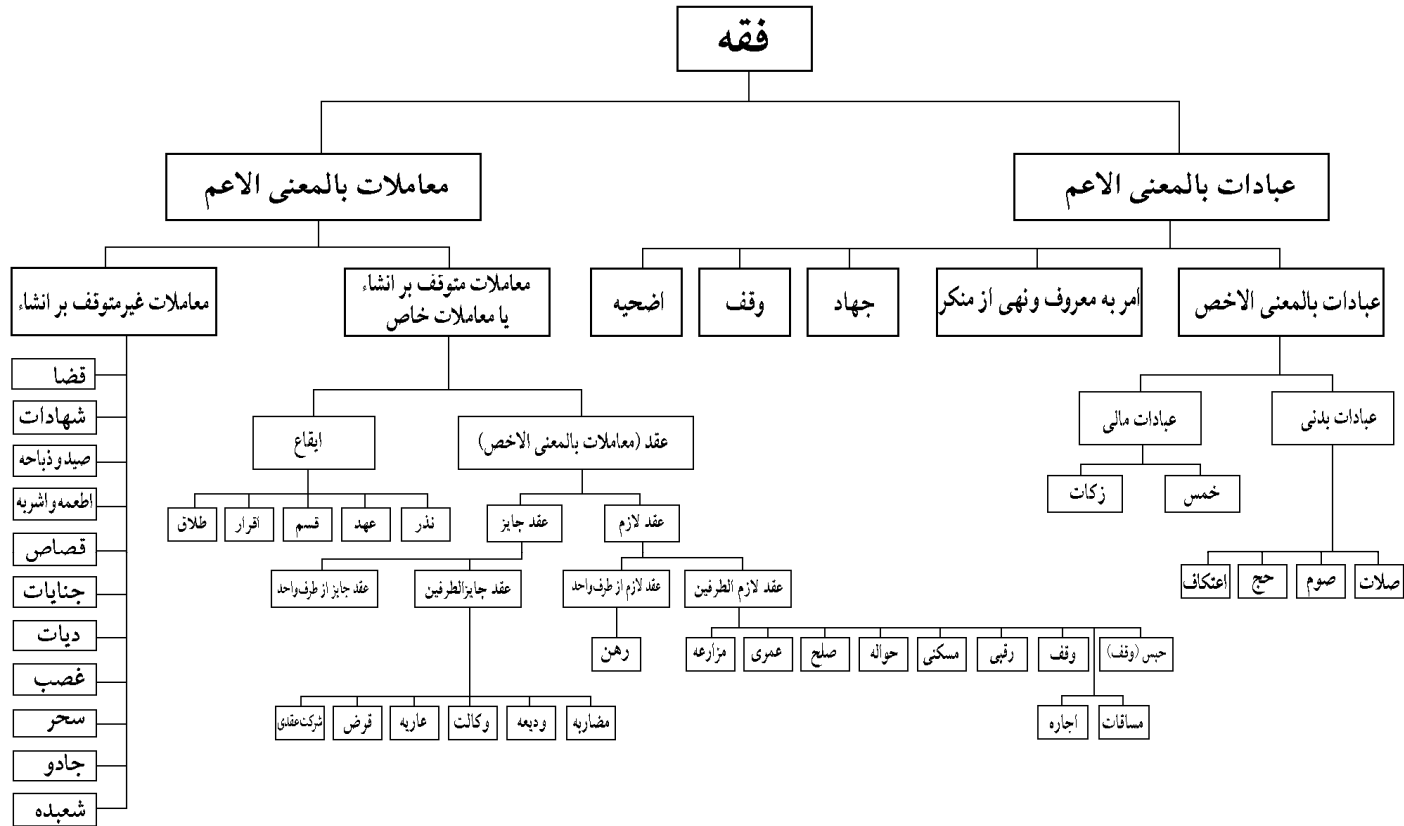 فقه
عبادات بالمعنی الاعم
معاملات بالمعنی الاعم
عبادات بالمعنی الاخص
امر به معروف ونهی از منکر
جهاد
وقف
اضحیه
معاملات متوقف بر انشاء
یا معاملات خاص
معاملات غیرمتوقف بر انشاء
عبادات بدنی
عبادات مالی
عقد (معاملات بالمعنی الاخص)
ایقاع
خمس
زکات
صلات
صوم
حج
اعتکاف
عقد لازم
عقد جایز
نذر
عهد
قسم
اقرار
طلاق
عقد لازم الطرفین
عقد لازم از طرف واحد
عقد جایزالطرفین
عقد جایز از طرف واحد
حبس (وقف)
وقف
رقبی
مسکنی
حواله
صلح
عمری
مزارعه
رهن
مساقات
اجاره
مضاربه
ودیعه
وکالت
عاریه
قرض
شرکت عقدی
قضا
شهادات
صید و ذباحه
اطعمه و اشربه
قصاص
جنایات
دیات
غصب
سحر
جادو
شعبده